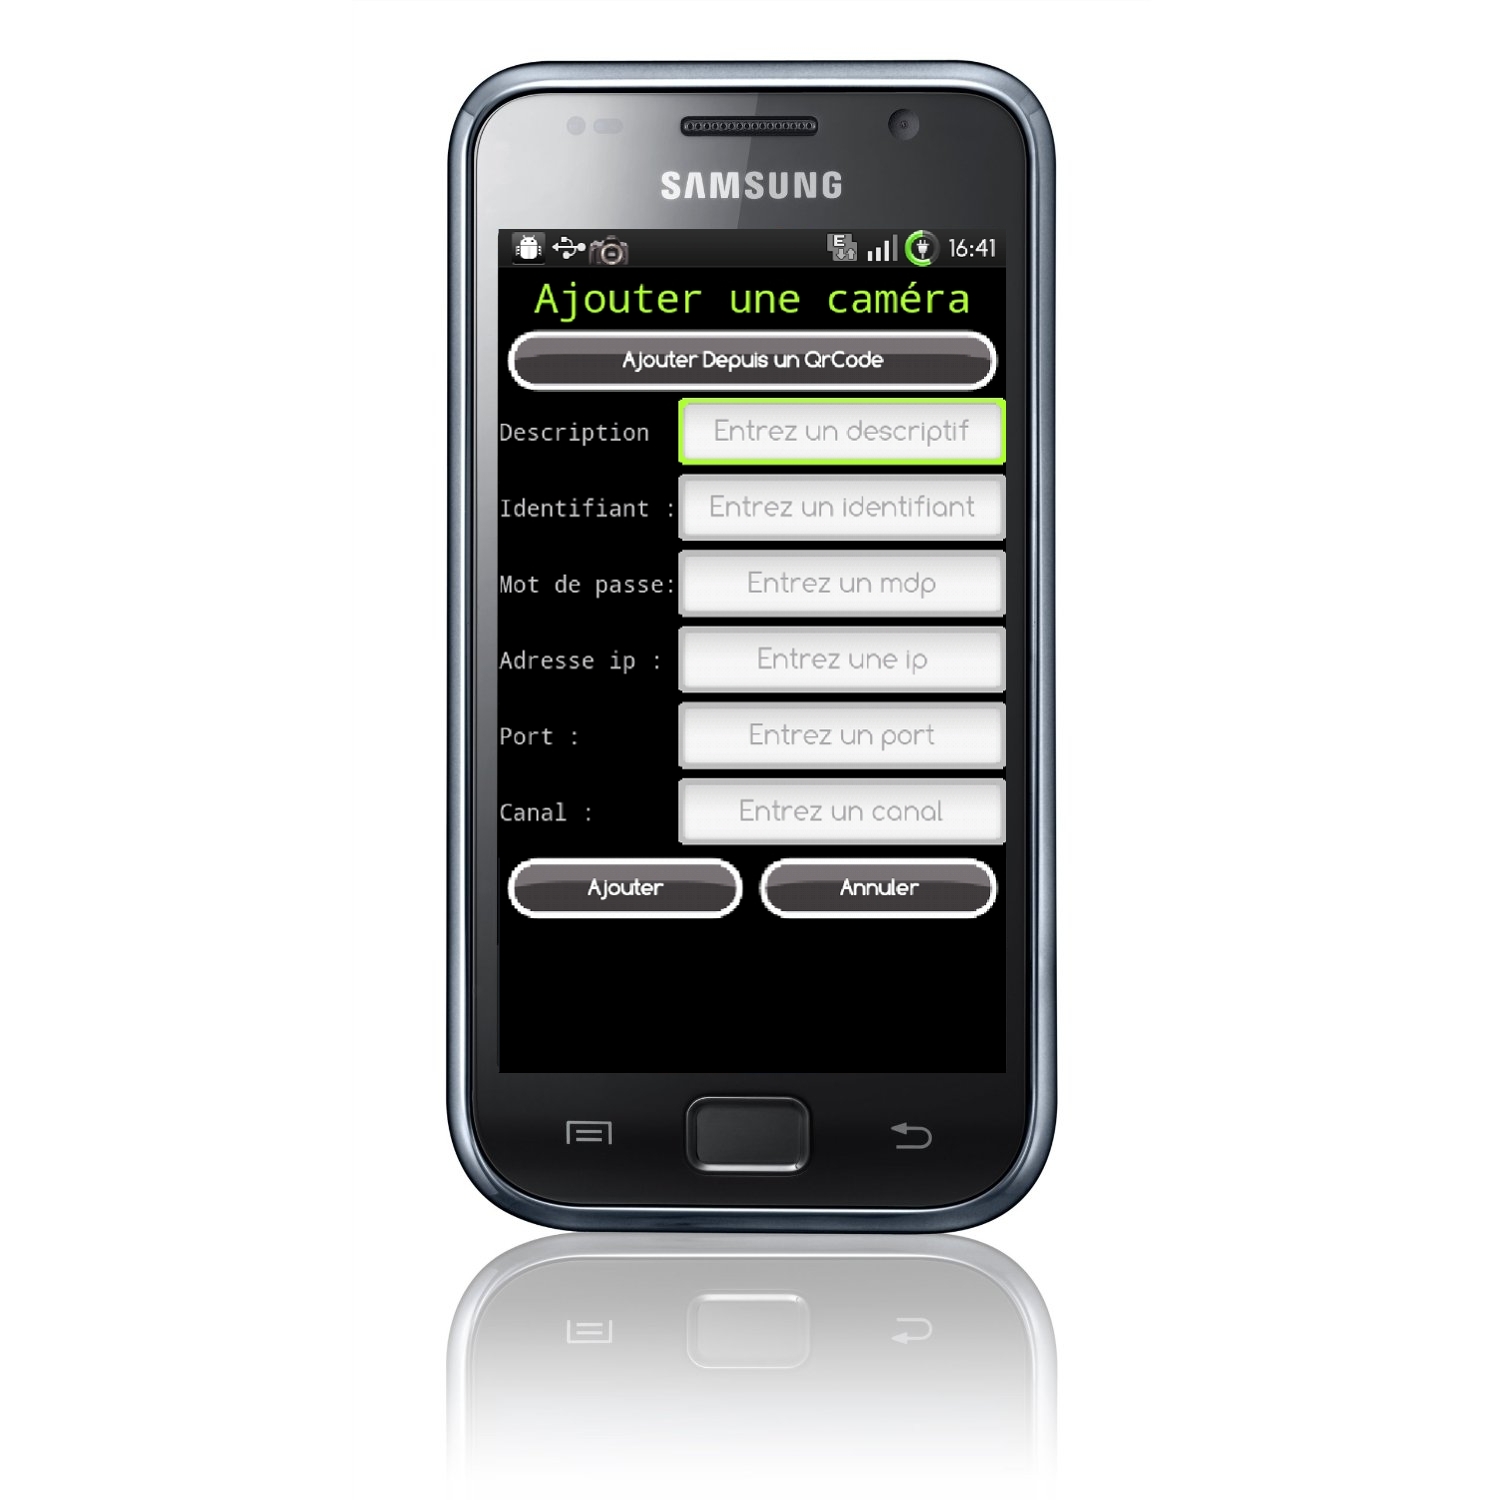 SAMSUNG
E 16:41
Ajouter une caméra
Ajouter Depuis un QrCode
Description Entrez un descriptif
Identifiant : Entrez un identifiant
Mot de passe: Entrez un mdp
Adresse ip : Entrez une ip
Port : Entrez un port
Canal : Entrez un canal
Ajouter Annuler